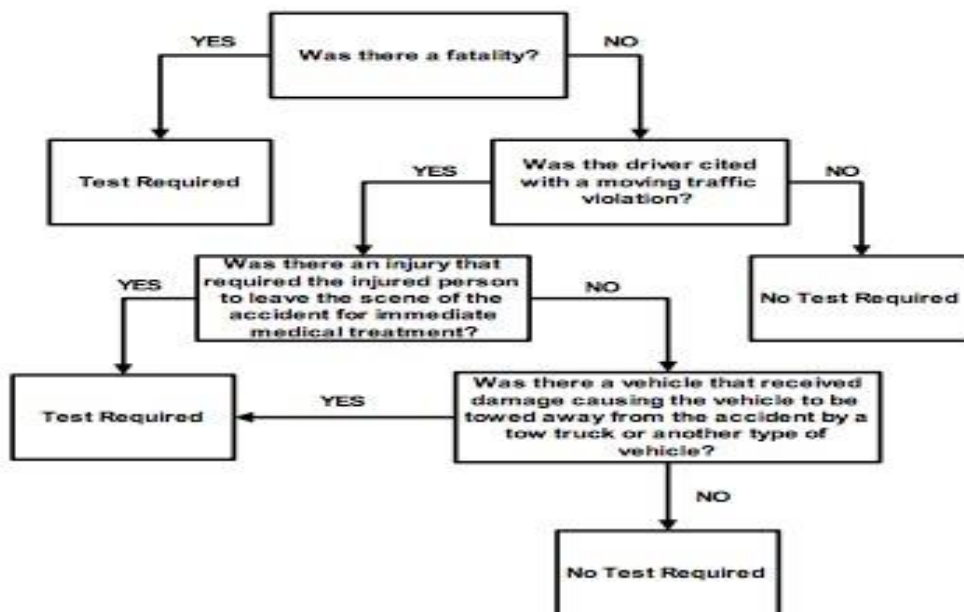 YES
Was there a fatality?
NO
Test Required
YES
Was the driver cited
with a moving traffic
violation?
NO
YES
Was there an injury that
required the injured person
to leave the scene of the
accident for immediate
medical treatment?
NO
No Test Required
Test Required
YES
Was there a vehicle that received
damage causing the vehicle to be
towed away from the accident by a
tow truck or another type of
vehicle?
NO
No Test Required